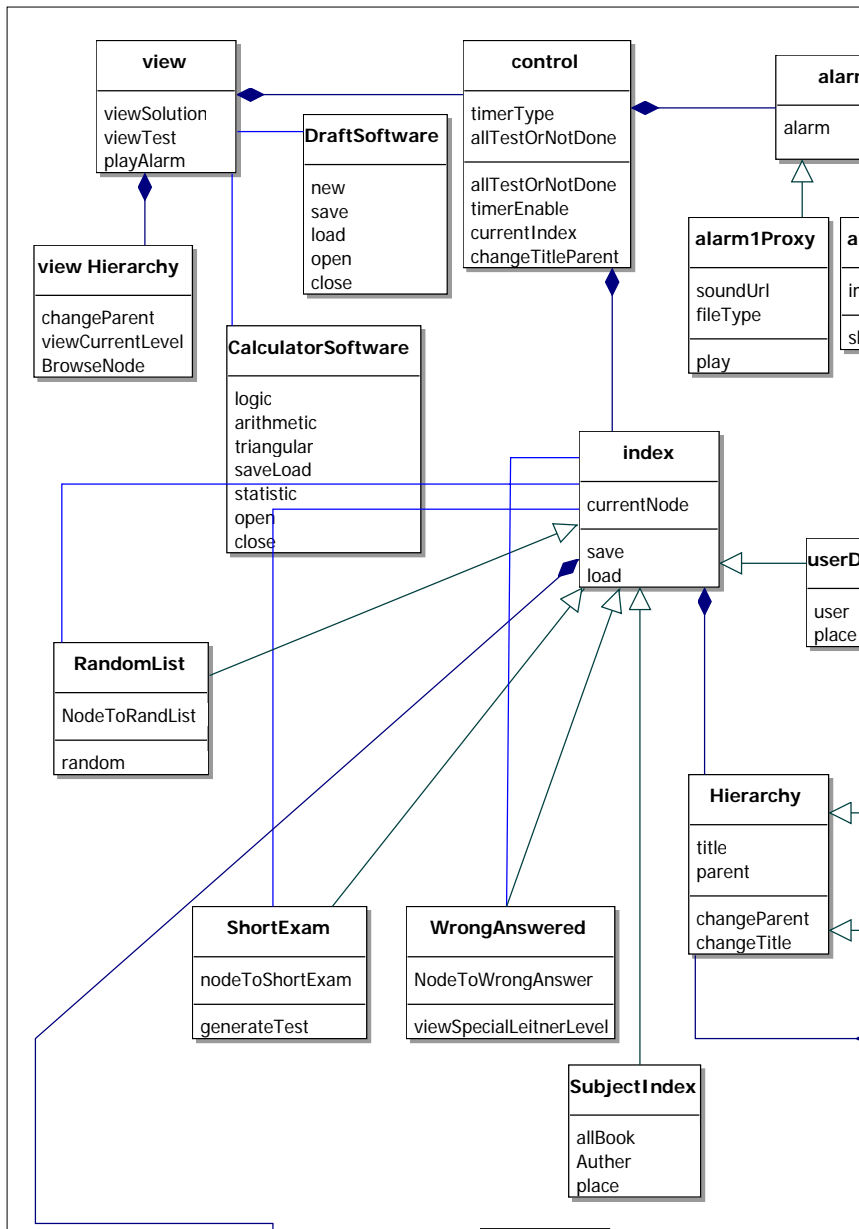 view
viewSolution
viewTest
playAlarm
control
timerType
allTestOrNotDone
allTestOrNotDone
timerEnable
currentIndex
changeTitleParent
alarm
DraftSoftware
new
save
load
open
close
view Hierarchy
changeParent
viewCurrentLevel
BrowseNode
alarm1Proxy
soundUrl
fileType
play
CalculatorSoftware
logic
arithmetic
triangular
saveLoad
statistic
open
close
index
currentNode
save
load
user
place
RandomList
NodeToRandList
random
Hierarchy
title
parent
changeParent
changeTitle
ShortExam
nodeToShortExam
generateTest
WrongAnswered
NodeToWrongAnswer
viewSpecialLeitnerLevel
SubjectIndex
allBook
Auther
place